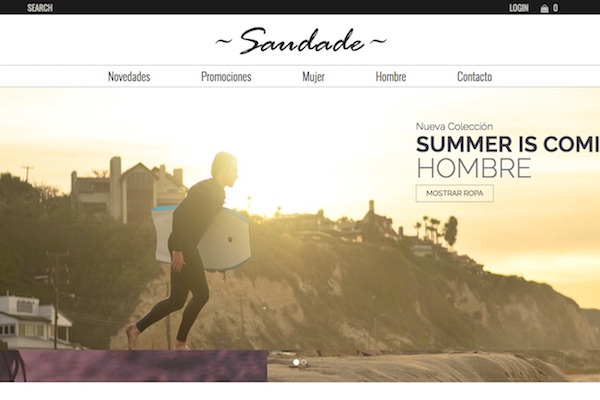 SEARCH LOGIN 0
~ Saudade ~
Novedades Promociones Mujer Hombre Contacto
Nueva Colección
SUMMER IS COMI
HOMBRE
MOSTRAR ROPA